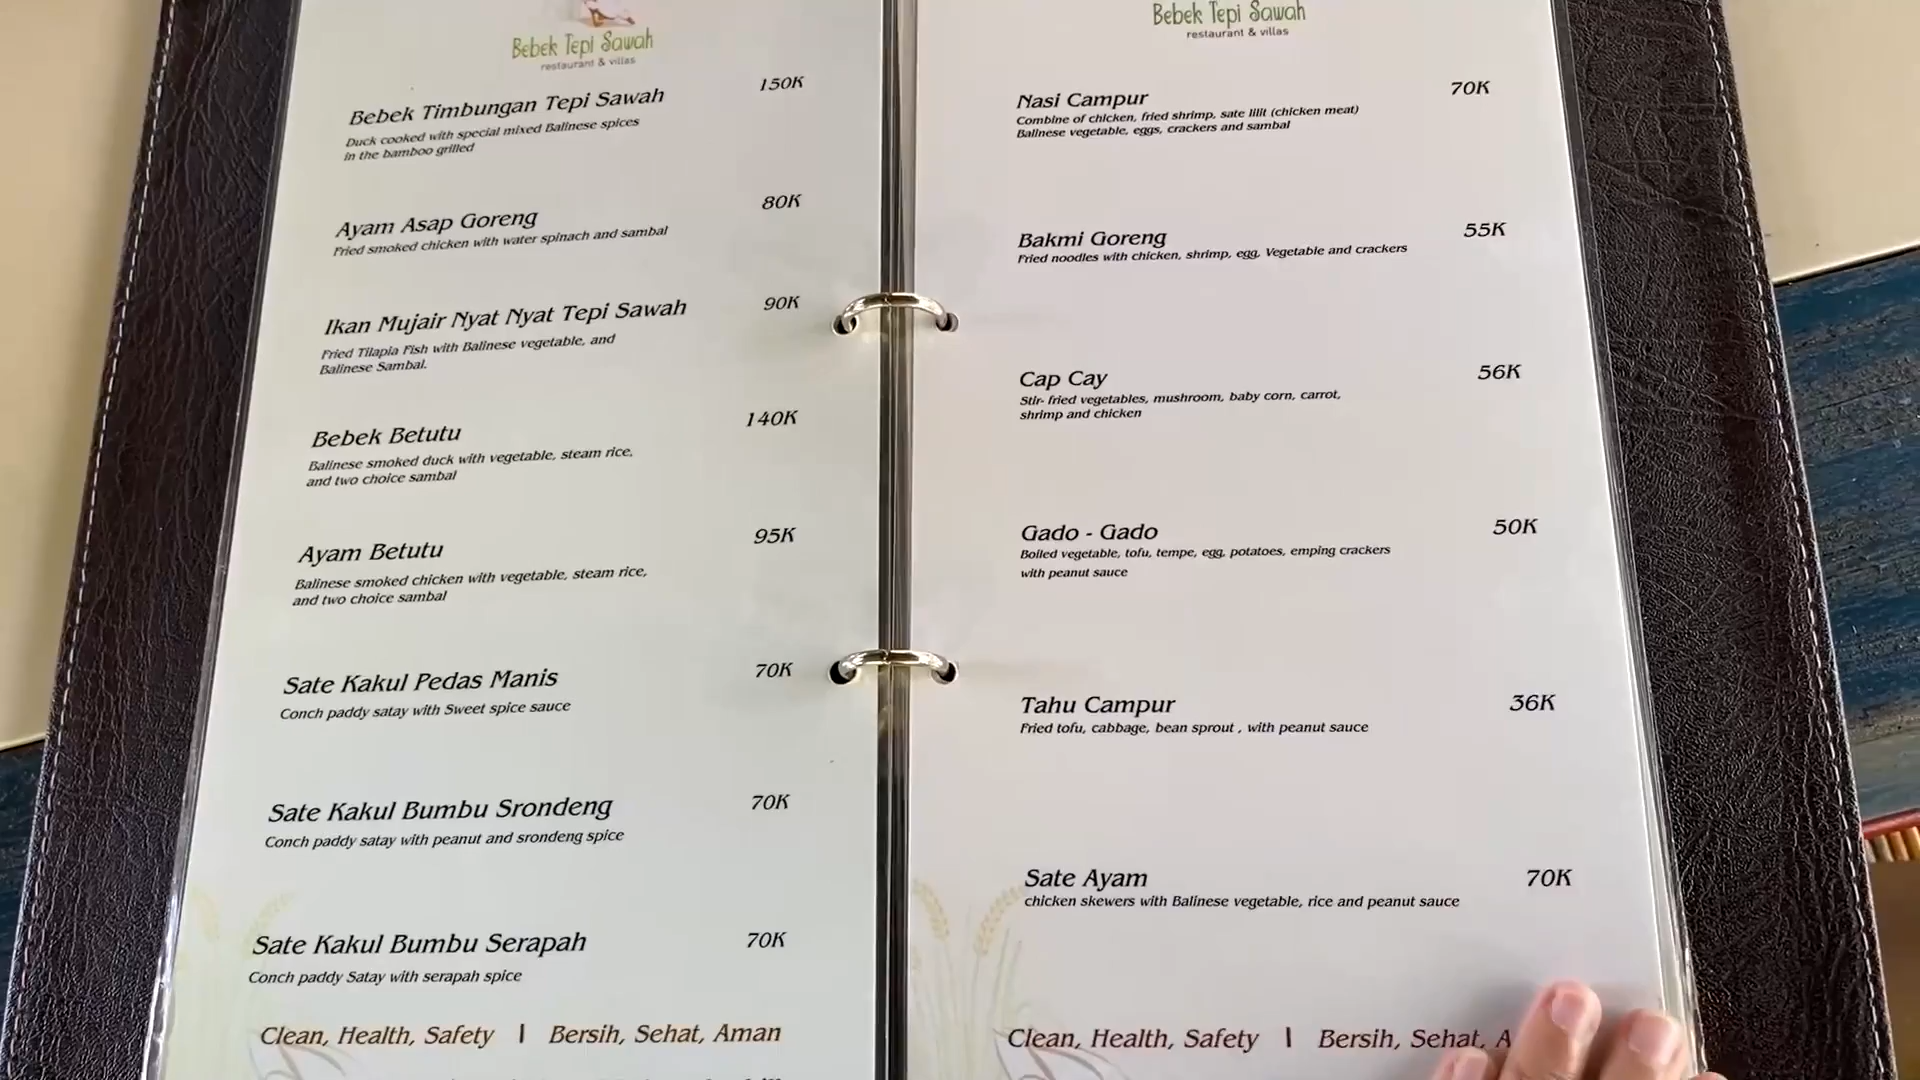 Bebek Tepi Sawah
restaurant & villas
Bebek Timbungan Tepi Sawah 150K
Duck cooked with special mixed Balinese spices
in the bamboo grilled
Ayam Asap Goreng 80K
Fried smoked chicken with water spinach and sambal
Ikan Mujair Nyat Nyat Tepi Sawah 90K
Fried Tilapia Fish with Balinese vegetable, and
Balinese Sambal.
Bebek Betutu 140K
Balinese smoked duck with vegetable, steam rice,
and two choice sambal
Ayam Betutu 95K
Balinese smoked chicken with vegetable, steam rice,
and two choice sambal
Sate Kakul Pedas Manis 70K
Conch paddy satay with Sweet spice sauce
Sate Kakul Bumbu Srondeng 70K
Conch paddy satay with peanut and srondeng spice
Sate Kakul Bumbu Serapah 70K
Conch paddy Satay with serapah spice
Clean, Health, Safety | Bersih, Sehat, Aman
Bebek Tepi Sawah
restaurant & villas
Nasi Campur 70K
Combine of chicken, fried shrimp, sate lilit (chicken meat)
Balinese vegetable, eggs, crackers and sambal
Bakmi Goreng 55K
Fried noodles with chicken, shrimp, egg, Vegetable and crackers
Cap Cay 56K
Stir- fried vegetables, mushroom, baby corn, carrot,
shrimp and chicken
Gado - Gado 50K
Boiled vegetable, tofu, tempe, egg, potatoes, emping crackers
with peanut sauce
Tahu Campur 36K
Fried tofu, cabbage, bean sprout , with peanut sauce
Sate Ayam 70K
chicken skewers with Balinese vegetable, rice and peanut sauce
Clean, Health, Safety | Bersih, Sehat, A